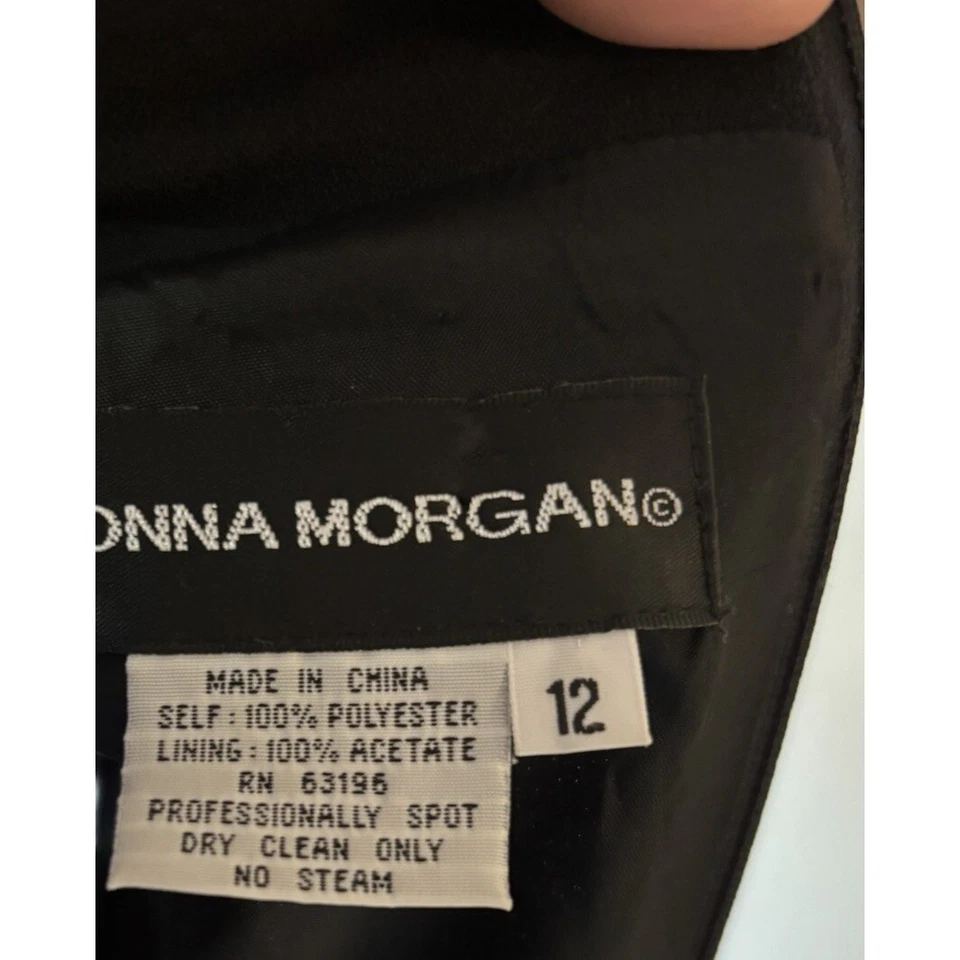 ONNA MORGAN©
MADE IN CHINA
SELF: 100% POLYESTER
LINING: 100% ACETATE
RN 63196
PROFESSIONALLY SPOT
DRY CLEAN ONLY
NO STEAM
12